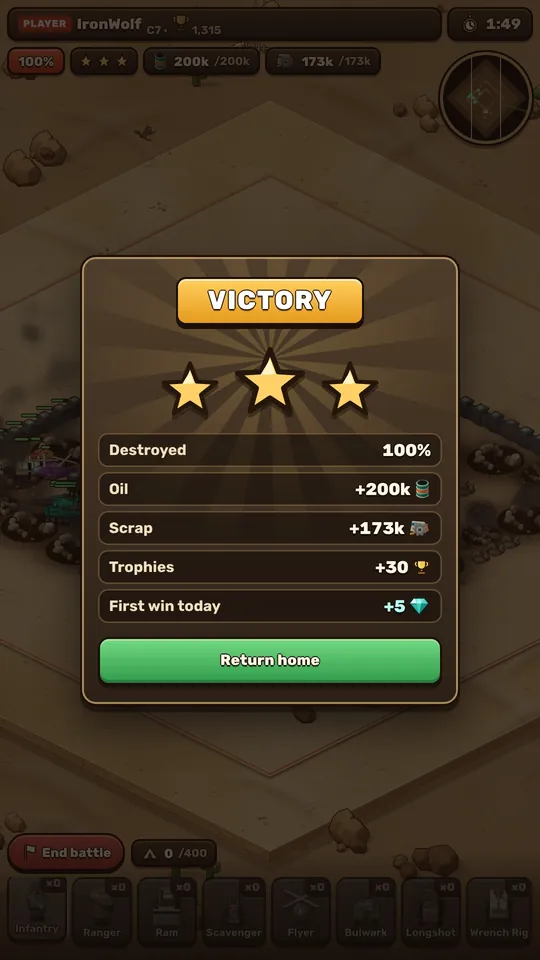 PLAYER IronWolf C7 • 1,315 1:49
100% 200k /200k 173k /173k
VICTORY
Destroyed 100%
Oil +200k
Scrap +173k
Trophies +30
First win today +5
Return home
End battle 0 /400
x0 x0 x0 x0 x0 x0 x0 x0
Infantry Ranger Ram Scavenger Flyer Bulwark Longshot Wrench Rig